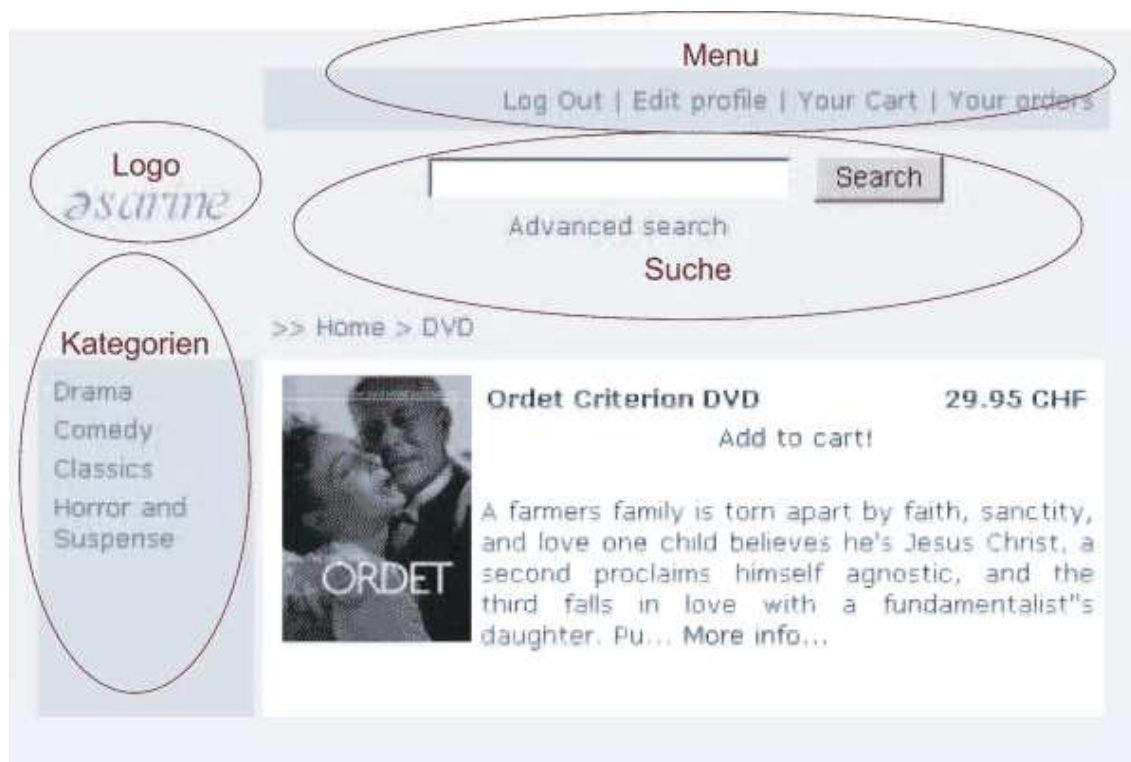 Menu
Log Out | Edit profile | Your Cart | Your orders
Logo
əsarme
Search
Advanced search
Suche
>> Home > DVD
Kategorien
Drama
Comedy
Classics
Horror and
Suspense
ORDET
Ordet Criterion DVD 29.95 CHF
Add to cart!
A farmers family is torn apart by faith, sanctity,
and love one child believes he's Jesus Christ, a
second proclaims himself agnostic, and the
third falls in love with a fundamentalist"s
daughter. Pu... More info...